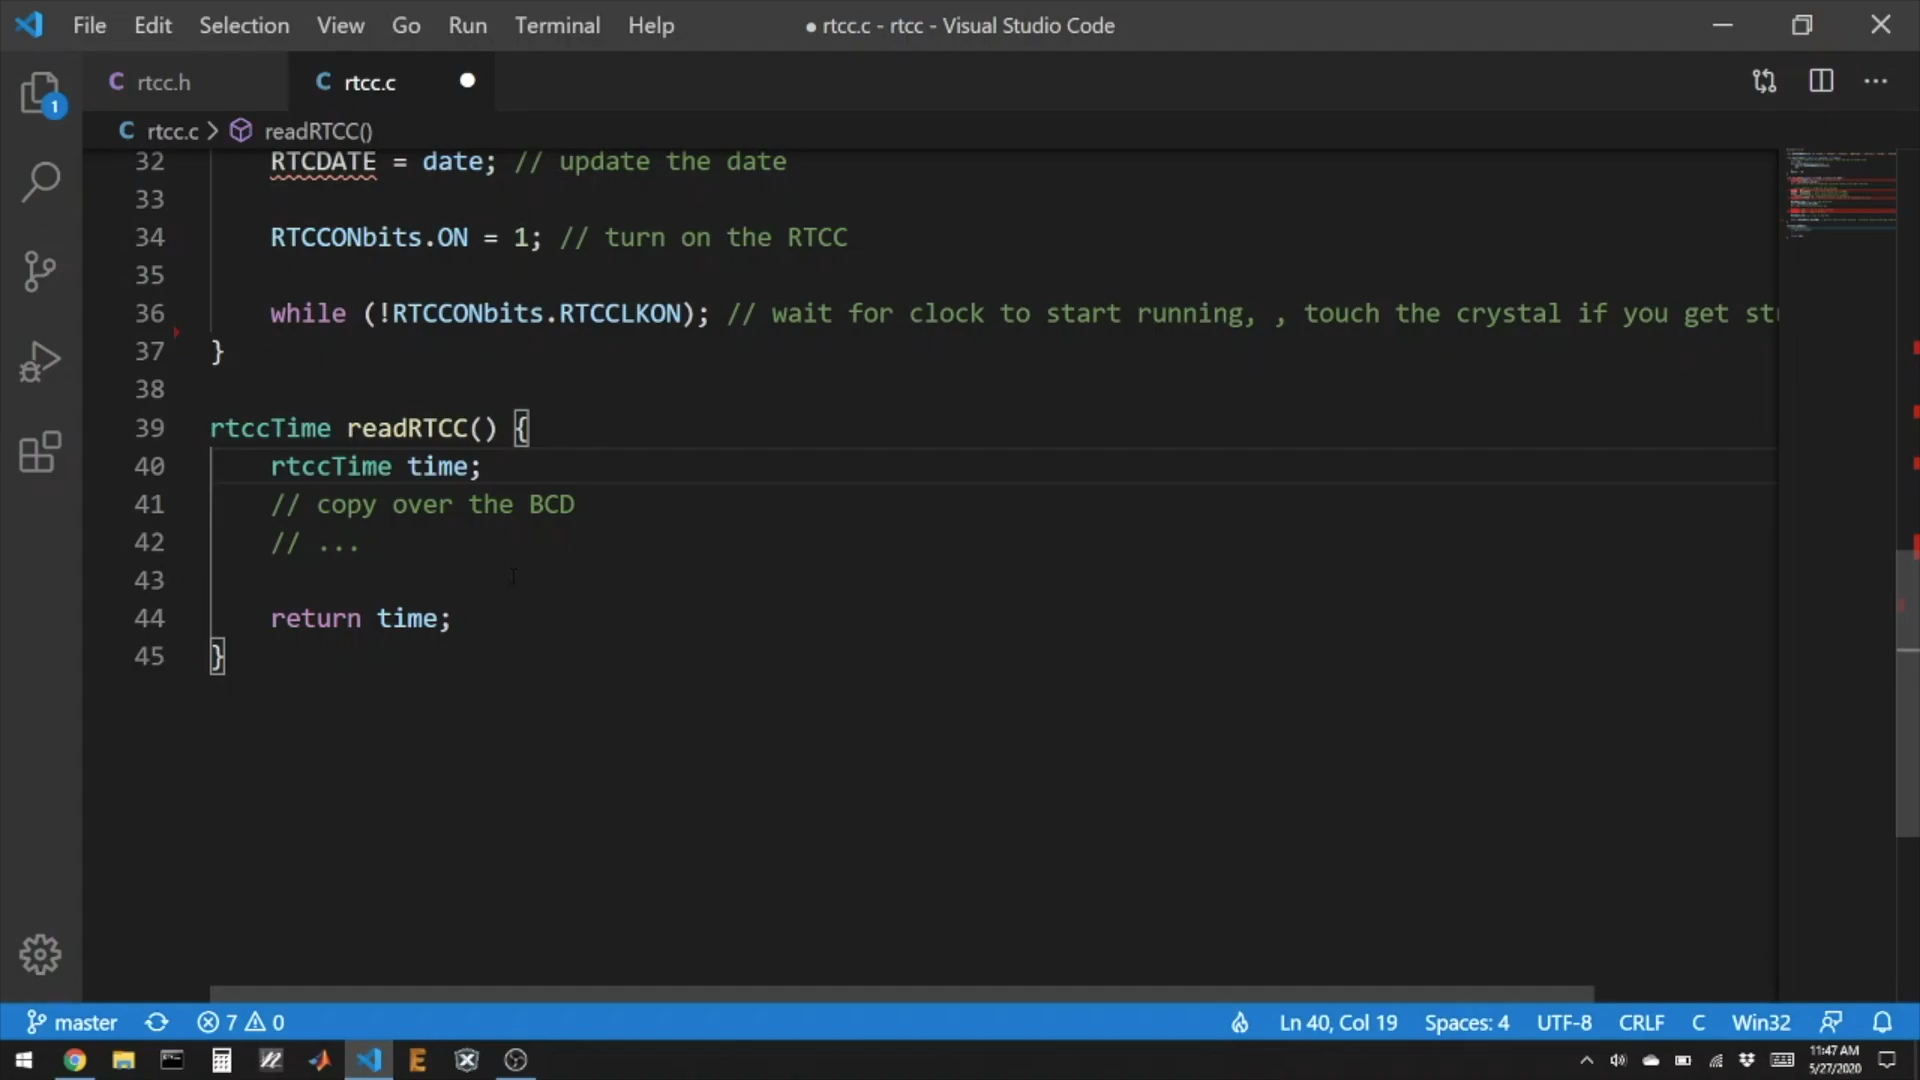 File Edit Selection View Go Run Terminal Help ● rtcc.c - rtcc - Visual Studio Code
C rtcc.h C rtcc.c
1
C rtcc.c > readRTCC()
32 RTCDATE = date; // update the date
33
34 RTCCONbits.ON = 1; // turn on the RTCC
35
36 while (!RTCCONbits.RTCCLKON); // wait for clock to start running, , touch the crystal if you get st
37 }
38
39 rtccTime readRTCC() {
40 rtccTime time;
41 // copy over the BCD
42 // ...
43
44 return time;
45 }
master 7 0 Ln 40, Col 19 Spaces: 4 UTF-8 CRLF C Win32
11:47 AM
5/27/2020